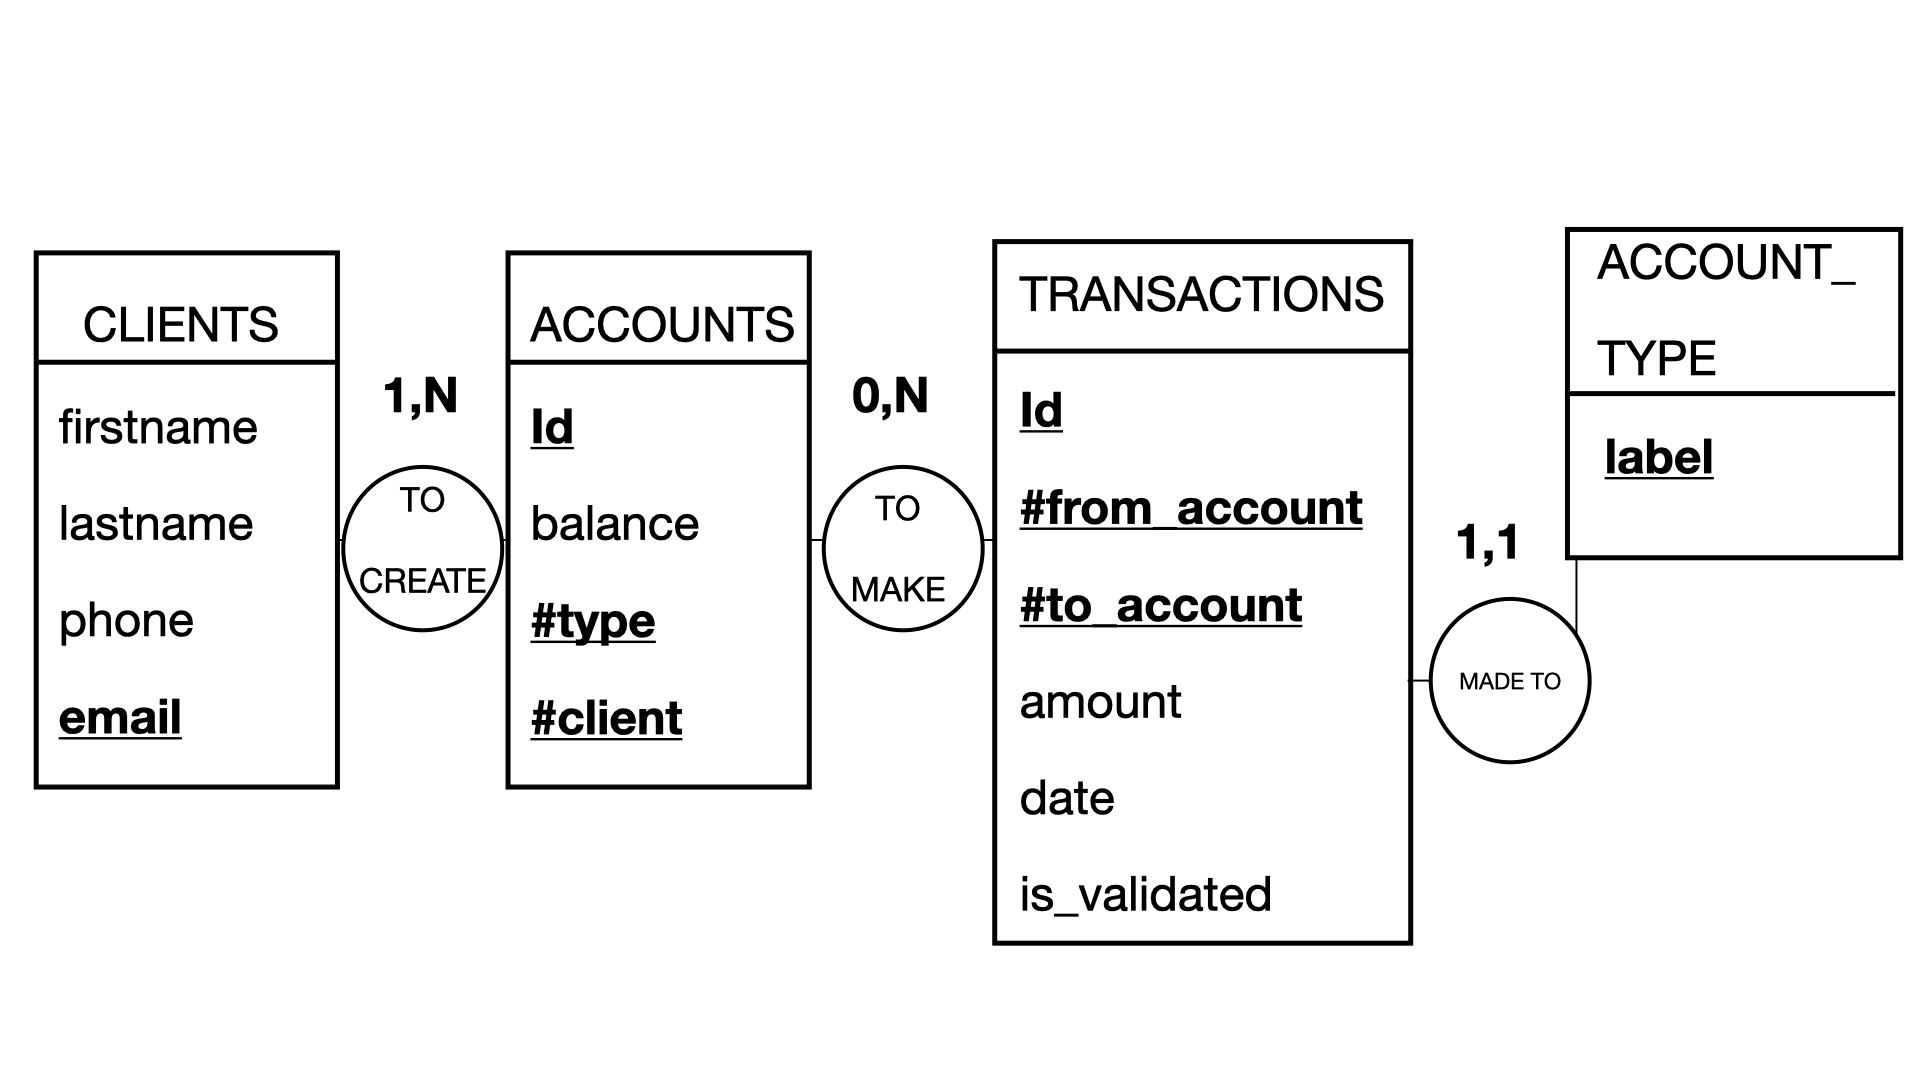 CLIENTS
firstname
lastname
phone
email
1,N
TO
CREATE
ACCOUNTS
Id
balance
#type
#client
0,N
TO
MAKE
TRANSACTIONS
Id
#from_account
#to_account
amount
date
is_validated
1,1
MADE TO
ACCOUNT_
TYPE
label